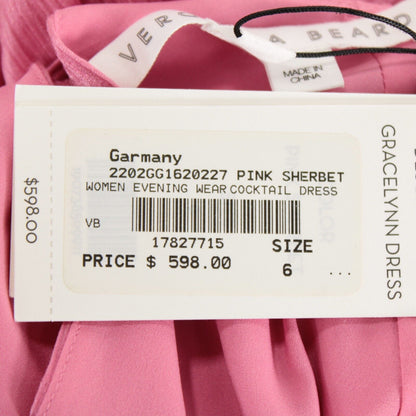 VERO A BEARD
MADE IN
CHINA
Garmany
2202GG1620227 PINK SHERBET
WOMEN EVENING WEAR COCKTAIL DRESS
VB
17827715 SIZE
PRICE $ 598.00 6 ...
$598.00
GRACELYNN DRESS